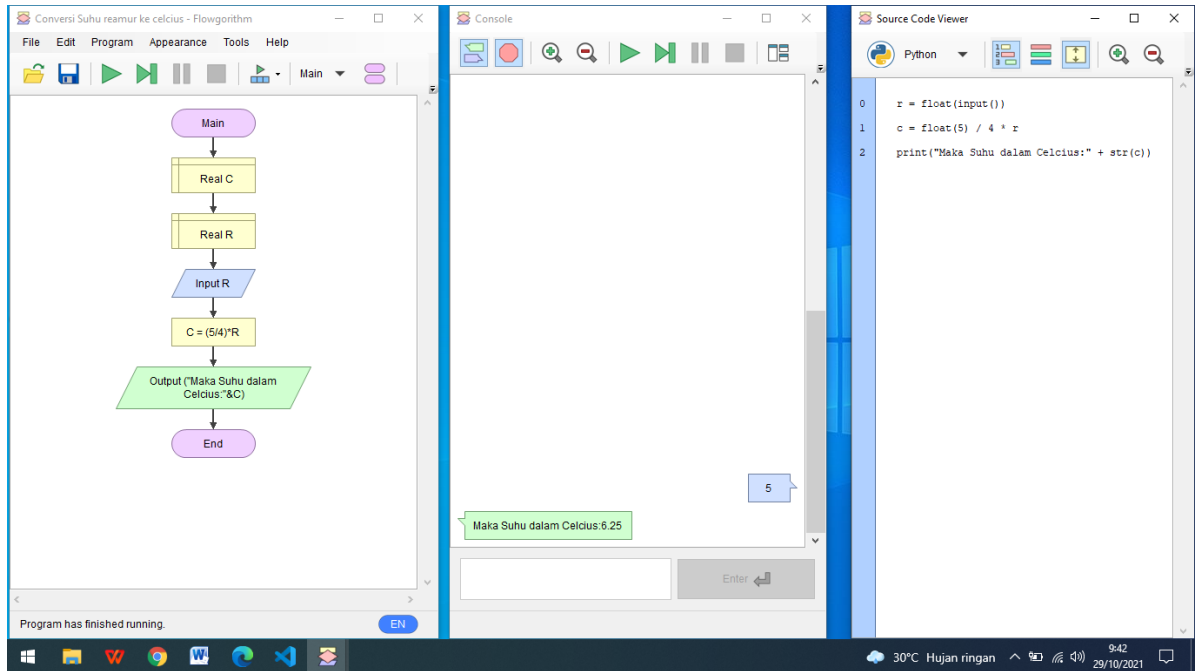 Conversi Suhu reamur ke celcius - Flowgorithm
File Edit Program Appearance Tools Help
Main
Main
Real C
Real R
Input R
C = (5/4)*R
Output ("Maka Suhu dalam
Celcius:"&C)
End
Program has finished running.
EN
Console
5
Maka Suhu dalam Celcius:6.25
Enter
Source Code Viewer
Python
0 r = float(input())
1 c = float(5) / 4 * r
2 print("Maka Suhu dalam Celcius:" + str(c))
30°C Hujan ringan
9:42
29/10/2021